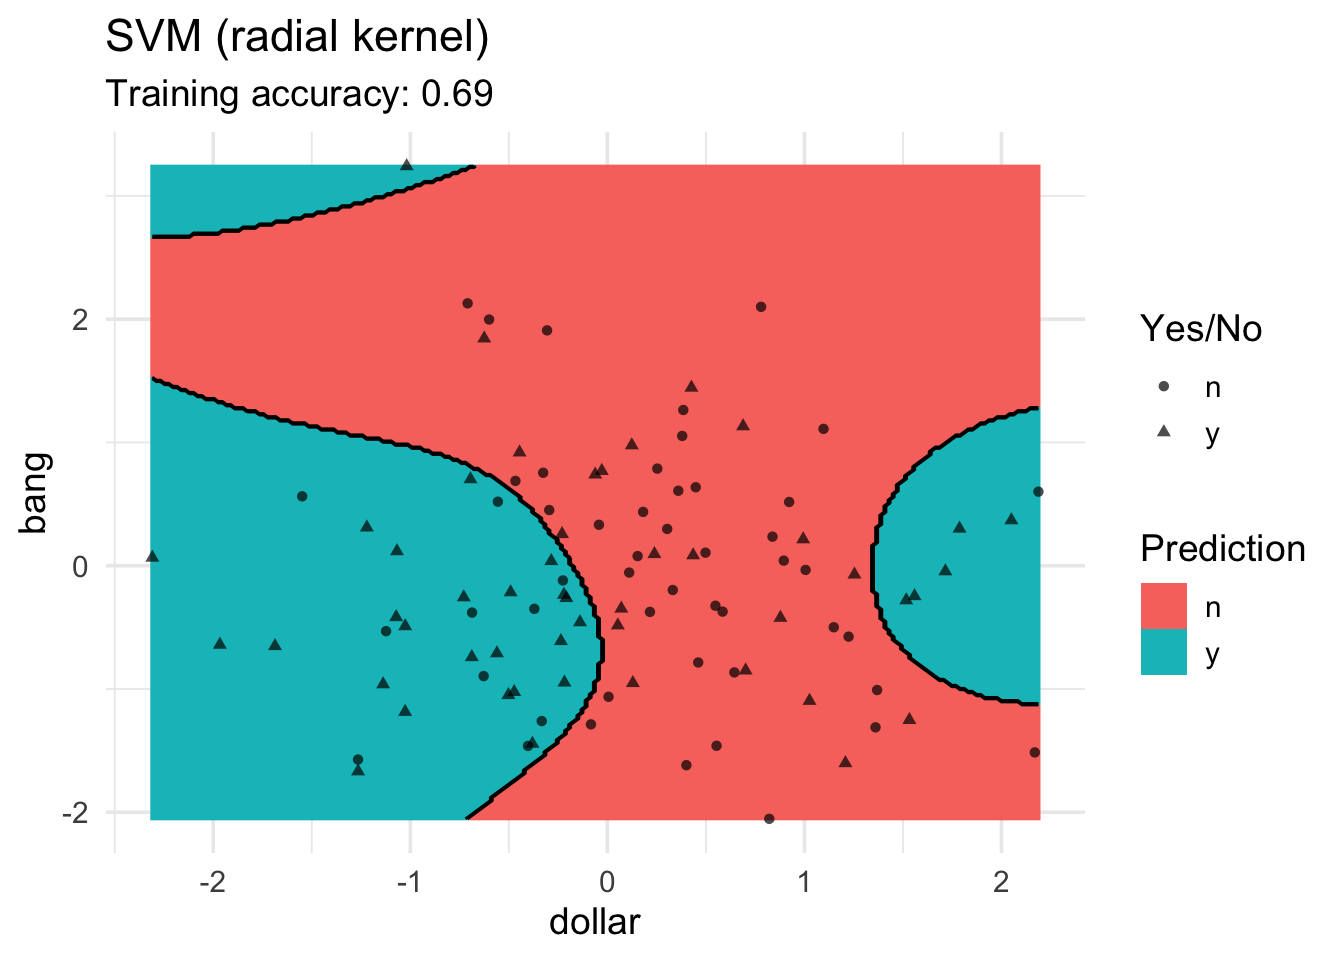 SVM (radial kernel)
Training accuracy: 0.69
bang
2
0
-2
-2
-1
0
1
2
dollar
Yes/No
n
y
Prediction
n
y